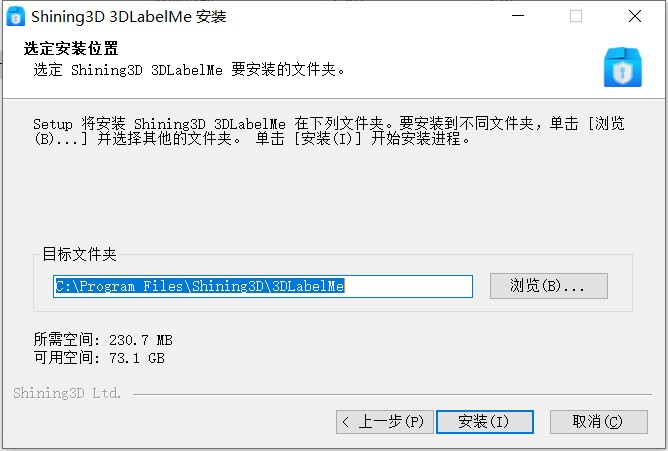 Shining3D 3DLabelMe 安装
选定安装位置
选定 Shining3D 3DLabelMe 要安装的文件夹。
Setup 将安装 Shining3D 3DLabelMe 在下列文件夹。要安装到不同文件夹，单击 [浏览
(B)...] 并选择其他的文件夹。 单击 [安装(I)] 开始安装进程。
目标文件夹
C:\Program Files\Shining3D\3DLabelMe
浏览(B)...
所需空间: 230.7 MB
可用空间: 73.1 GB
Shining3D Ltd.
< 上一步(P) 安装(I) 取消(C)